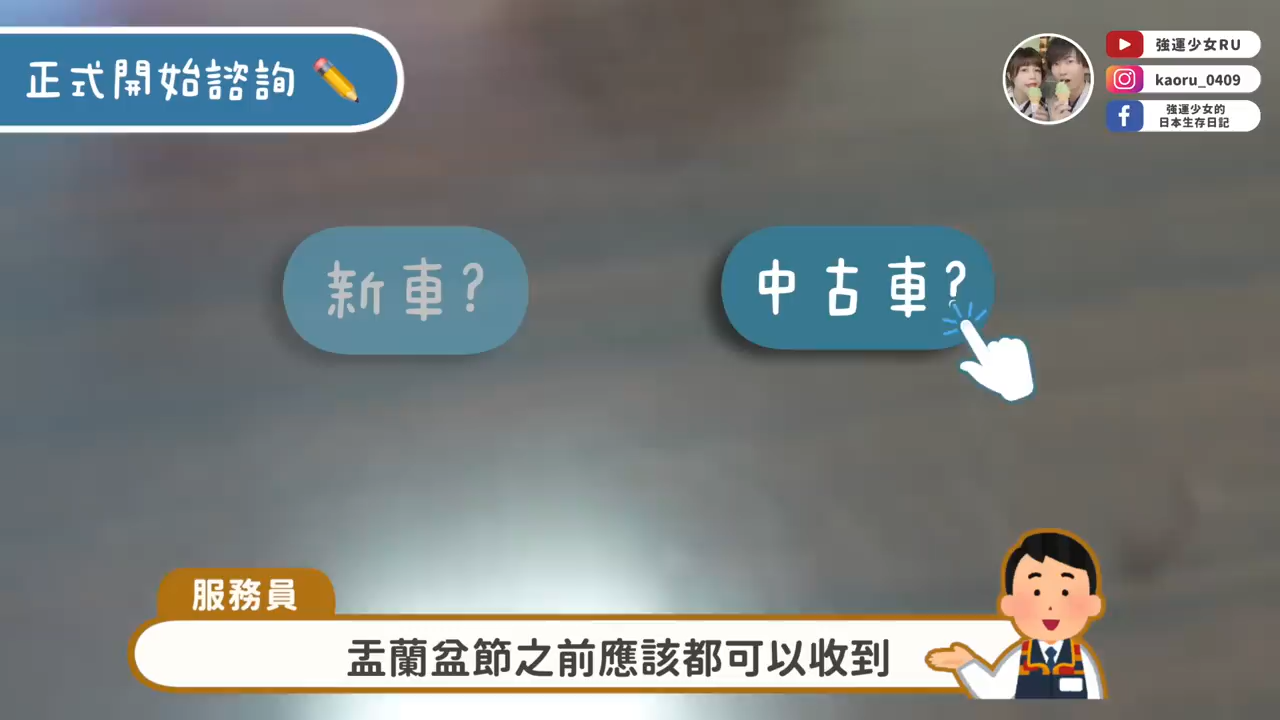 正式開始諮詢
強運少女RU
kaoru_0409
強運少女的
日本生存日記
新車?
中古車?
服務員
盂蘭盆節之前應該都可以收到